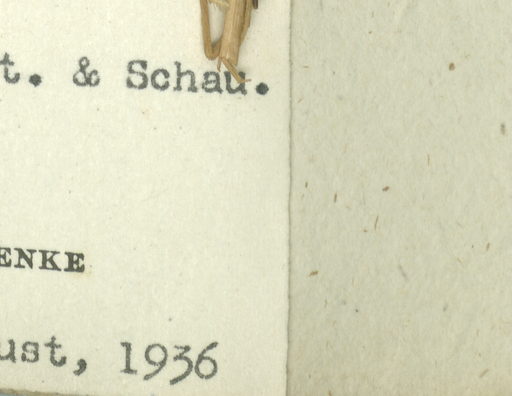 t. & Schau.
ENKE
ust, 1936